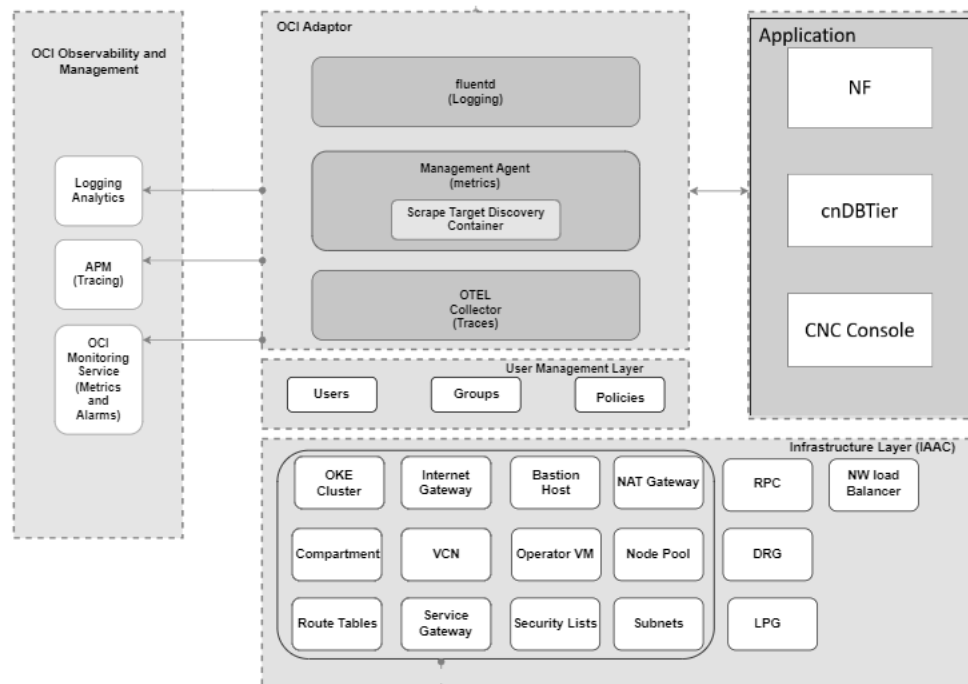 OCI Observability and
Management
Logging
Analytics
APM
(Tracing)
OCI
Monitoring
Service
(Metrics
and
Alarms)
OCI Adaptor
fluentd
(Logging)
Management Agent
(metrics)
Scrape Target Discovery
Container
OTEL
Collector
(Traces)
Application
NF
cnDBTier
CNC Console
User Management Layer
Users
Groups
Policies
Infrastructure Layer (IAAC)
OKE
Cluster
Internet
Gateway
Bastion
Host
NAT Gateway
RPC
NW load
Balancer
Compartment
VCN
Operator VM
Node Pool
DRG
Route Tables
Service
Gateway
Security Lists
Subnets
LPG